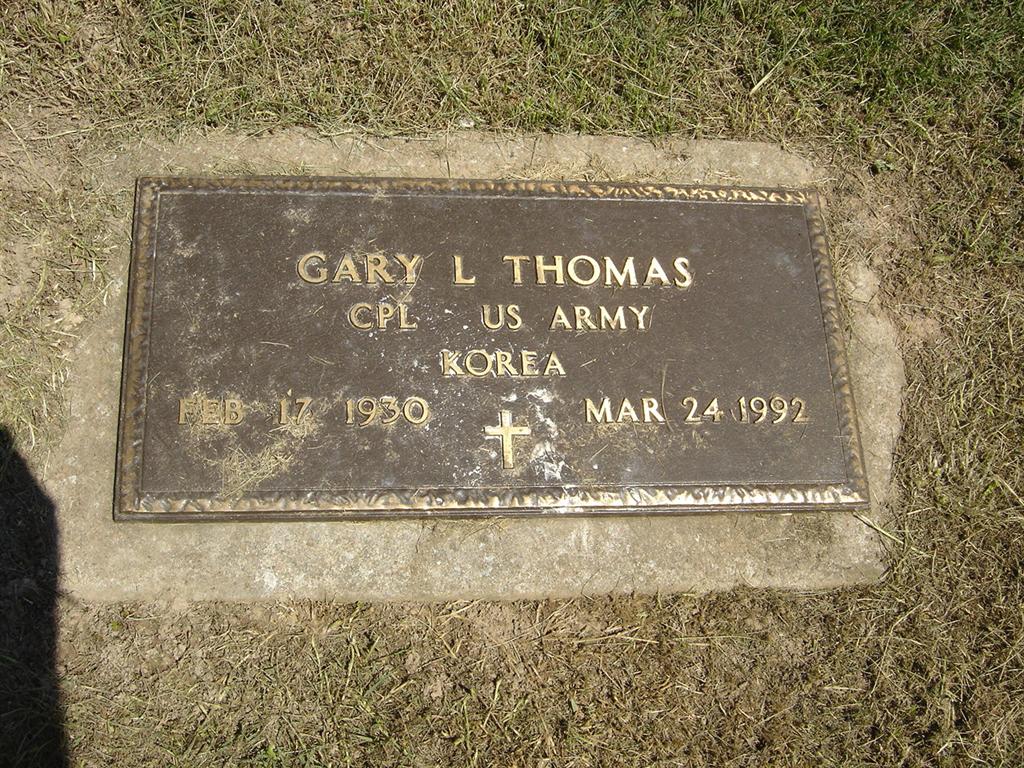 GARY L THOMAS
CPL US ARMY
KOREA
FEB 17 1930 MAR 24 1992